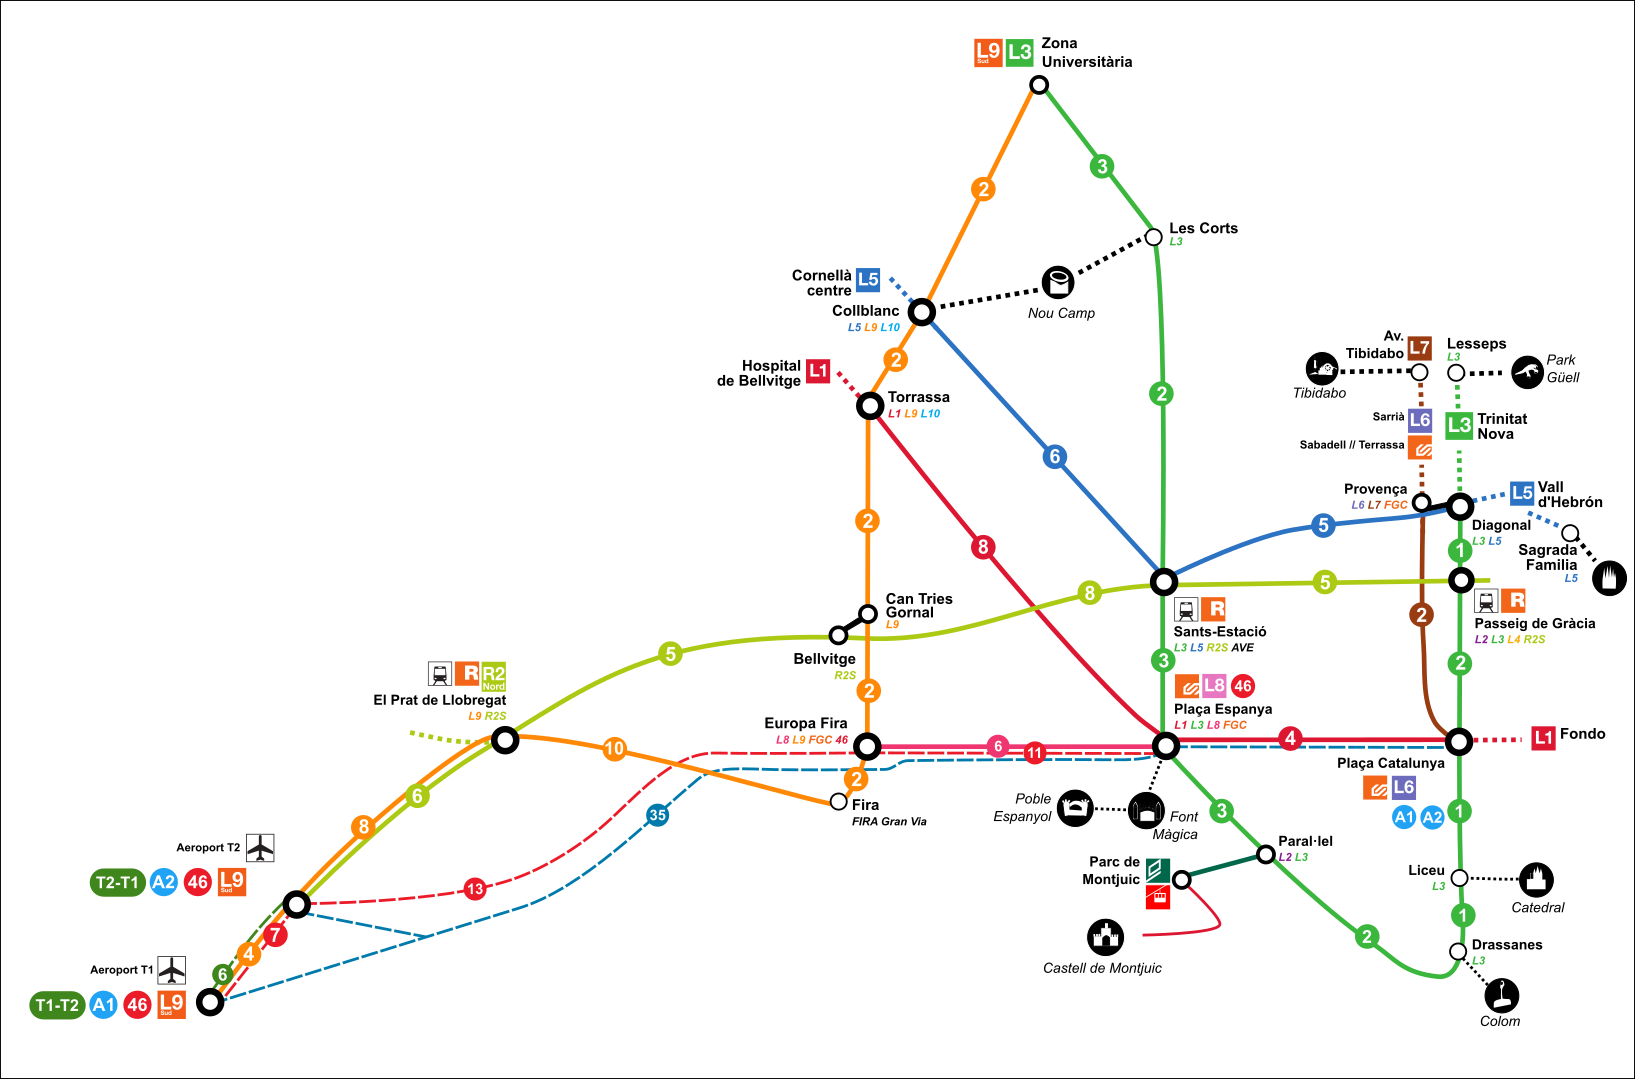 L9
Sud
L3
Zona
Universitària
3
2
Les Corts
L3
Cornellà
centre
L5
Collblanc
L5 L9 L10
Nou Camp
2
Hospital
de Bellvitge
L1
Torrassa
L1 L9 L10
2
6
8
2
Av.
Tibidabo
L7
Lesseps
L3
Park
Güell
Tibidabo
Sarrià
L6
Sabadell // Terrassa
L3
Trinitat
Nova
Provença
L6 L7 FGC
L5
Vall
d'Hebrón
5
Diagonal
L3 L5
1
Sagrada
Familia
L5
8
5
R
Sants-Estació
L3 L5 R2S AVE
R
Passeig de Gràcia
L2 L3 L4 R2S
2
2
Can Tries
Gornal
L9
Bellvitge
R2S
5
2
3
R
R2
Nord
El Prat de Llobregat
L9 R2S
L8
46
Plaça Espanya
L1 L3 L8 FGC
Europa Fira
L8 L9 FGC 46
6
11
4
L1
Fondo
10
2
Fira
FIRA Gran Via
Plaça Catalunya
L6
A1
A2
1
Poble
Espanyol
Font
Màgica
3
6
8
35
Paral·lel
L2 L3
Parc de
Montjuic
Liceu
L3
Catedral
1
2
Drassanes
L3
Colom
Castell de Montjuic
13
Aeroport T2
T2-T1
A2
46
L9
Sud
7
4
6
Aeroport T1
T1-T2
A1
46
L9
Sud